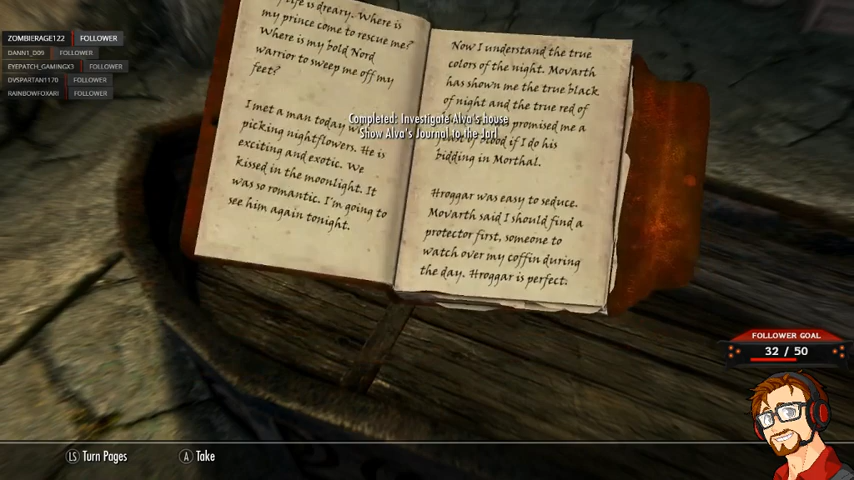 ZOMBIERAGE122 FOLLOWER
DANN1_D09 FOLLOWER
EYEPATCH_GAMINGX3 FOLLOWER
DVSPARTAN1170 FOLLOWER
RAINBOWFOXARI FOLLOWER
life is dreary. Where is
my prince come to rescue me?
Where is my bold Nord
warrior to sweep me off my
feet?
I met a man today
picking nightflowers. He is
exciting and exotic. We
kissed in the moonlight. It
was so romantic. I'm going to
see him again tonight.
Now I understand the true
colors of the night. Movarth
has shown me the true black
of night and the true red of
promised me a
of blood if I do his
bidding in Morthal.
Hroggar was easy to seduce.
Movarth said I should find a
protector first, someone to
watch over my coffin during
the day. Hroggar is perfect.
Completed: Investigate Alva's house
Show Alva's Journal to the Jarl
FOLLOWER GOAL
32 / 50
LS Turn Pages
A Take